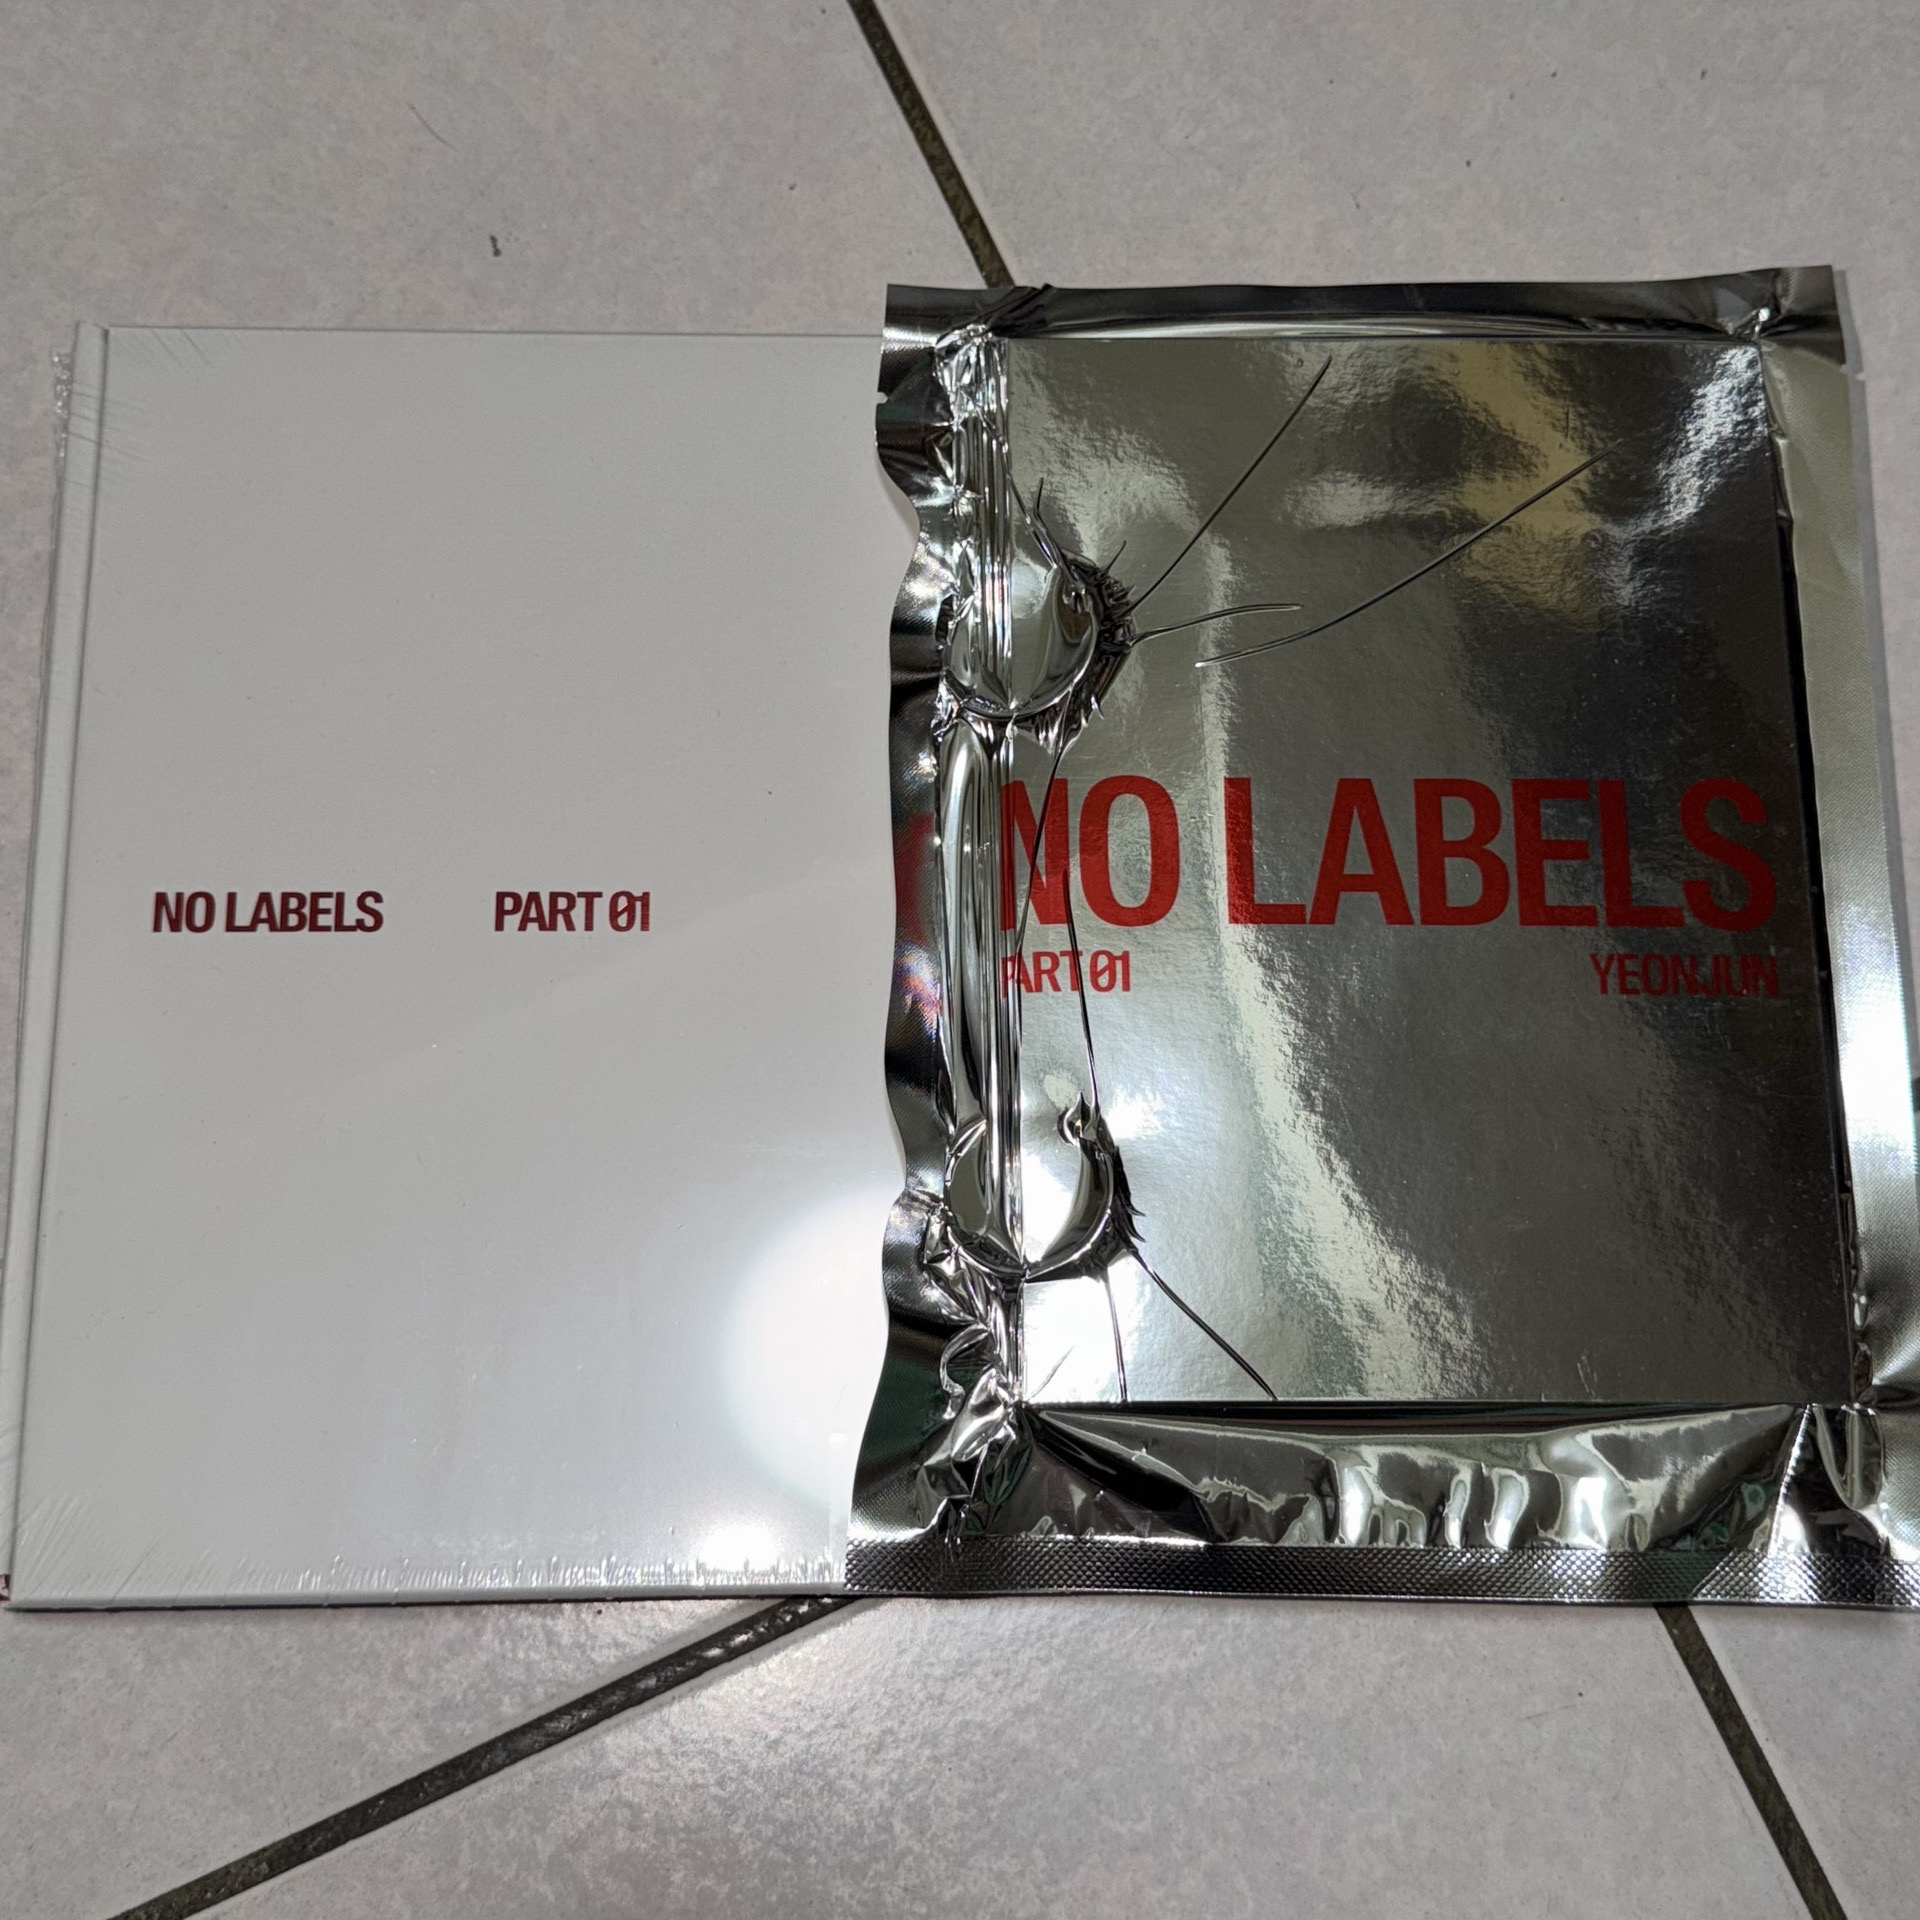 NO LABELS PART 01
NO LABELS
PART 01 YEONJUN